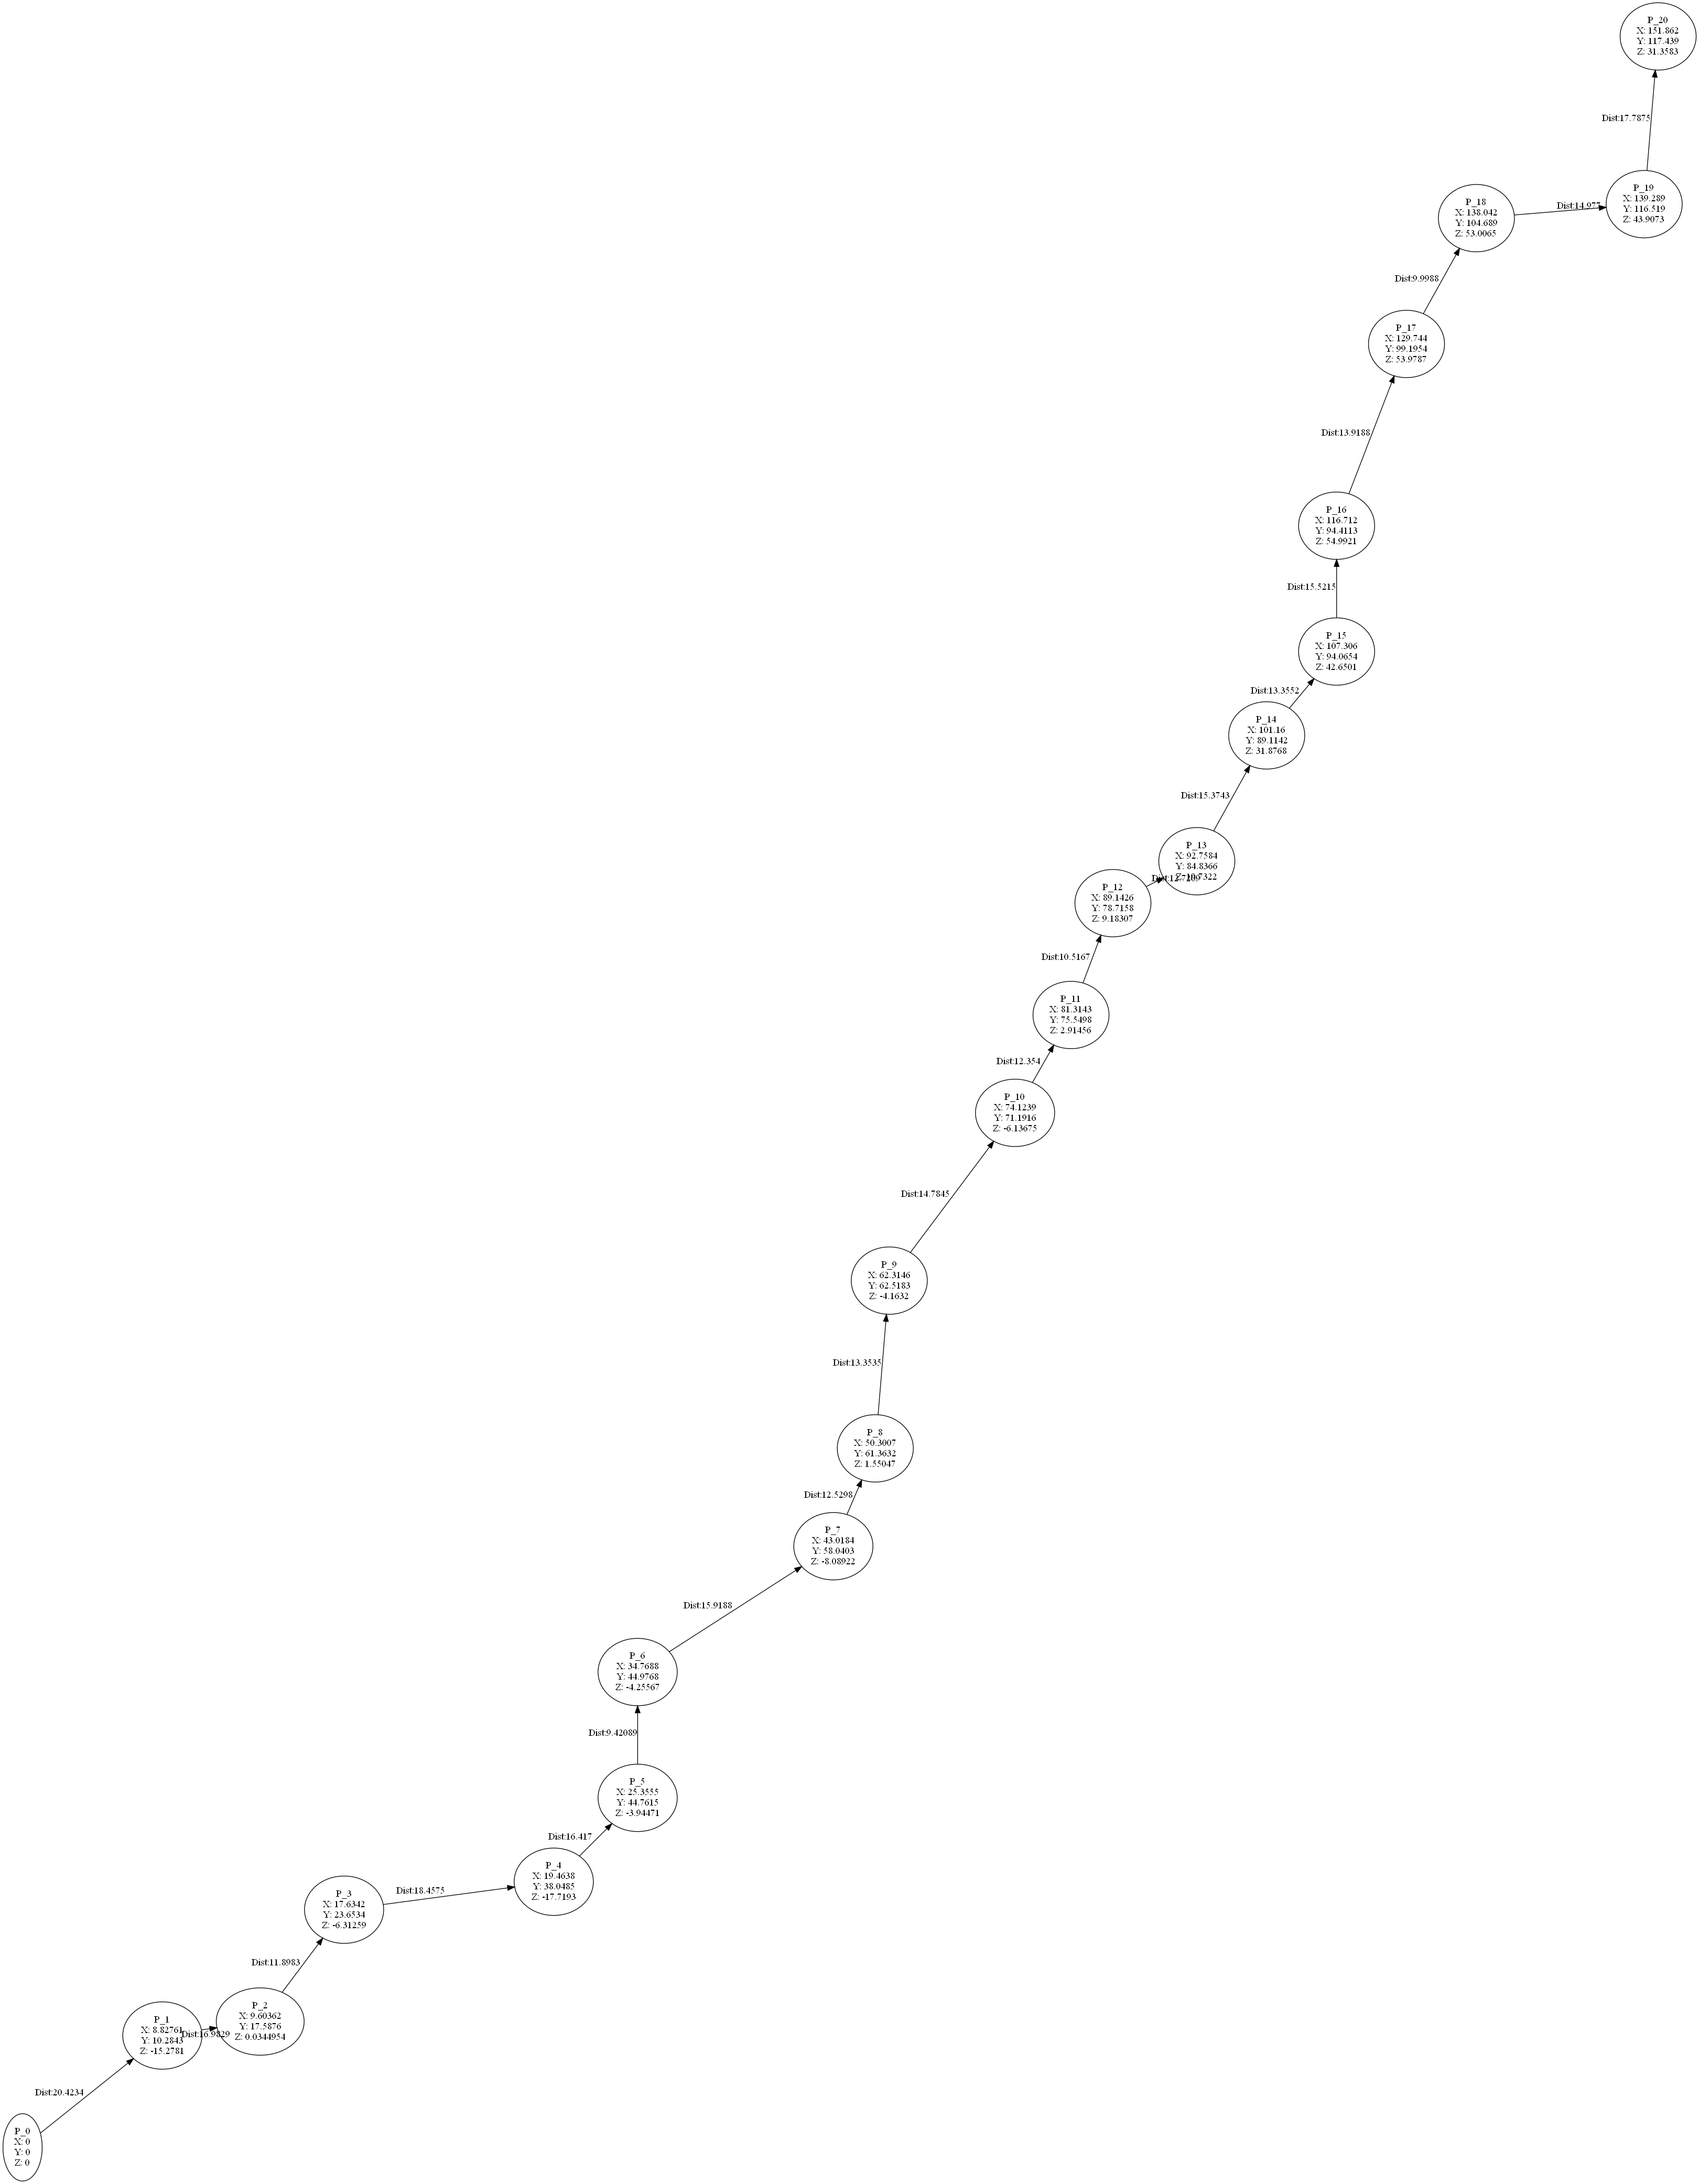 P_20
X: 151.862
Y: 117.439
Z: 31.3583
Dist:17.7875
P_19
X: 139.289
Y: 116.519
Z: 43.9073
Dist:14.977
P_18
X: 138.042
Y: 104.689
Z: 53.0065
Dist:9.9988
P_17
X: 129.744
Y: 99.1954
Z: 53.9787
Dist:13.9188
P_16
X: 116.712
Y: 94.4113
Z: 54.9921
Dist:15.5215
P_15
X: 107.306
Y: 94.0654
Z: 42.6501
Dist:13.3552
P_14
X: 101.16
Y: 89.1142
Z: 31.8768
Dist:15.3743
P_13
X: 92.7584
Y: 84.8366
Z: 19.7322
Dist:12.7209
P_12
X: 89.1426
Y: 78.7158
Z: 9.18307
Dist:10.5167
P_11
X: 81.3143
Y: 75.5498
Z: 2.91456
Dist:12.354
P_10
X: 74.1239
Y: 71.1916
Z: -6.13675
Dist:14.7845
P_9
X: 62.3146
Y: 62.5183
Z: -4.1632
Dist:13.3535
P_8
X: 50.3007
Y: 61.3632
Z: 1.55047
Dist:12.5298
P_7
X: 43.0184
Y: 58.0403
Z: -8.08922
Dist:15.9188
P_6
X: 34.7688
Y: 44.9768
Z: -4.25567
Dist:9.42089
P_5
X: 25.3555
Y: 44.7615
Z: -3.94471
Dist:16.417
P_4
X: 19.4638
Y: 38.0485
Z: -17.7193
Dist:18.4575
P_3
X: 17.6342
Y: 23.6534
Z: -6.31259
Dist:11.8983
P_2
X: 9.60362
Y: 17.5876
Z: 0.0344954
Dist:16.9829
P_1
X: 8.82761
Y: 10.2843
Z: -15.2781
Dist:20.4234
P_0
X: 0
Y: 0
Z: 0